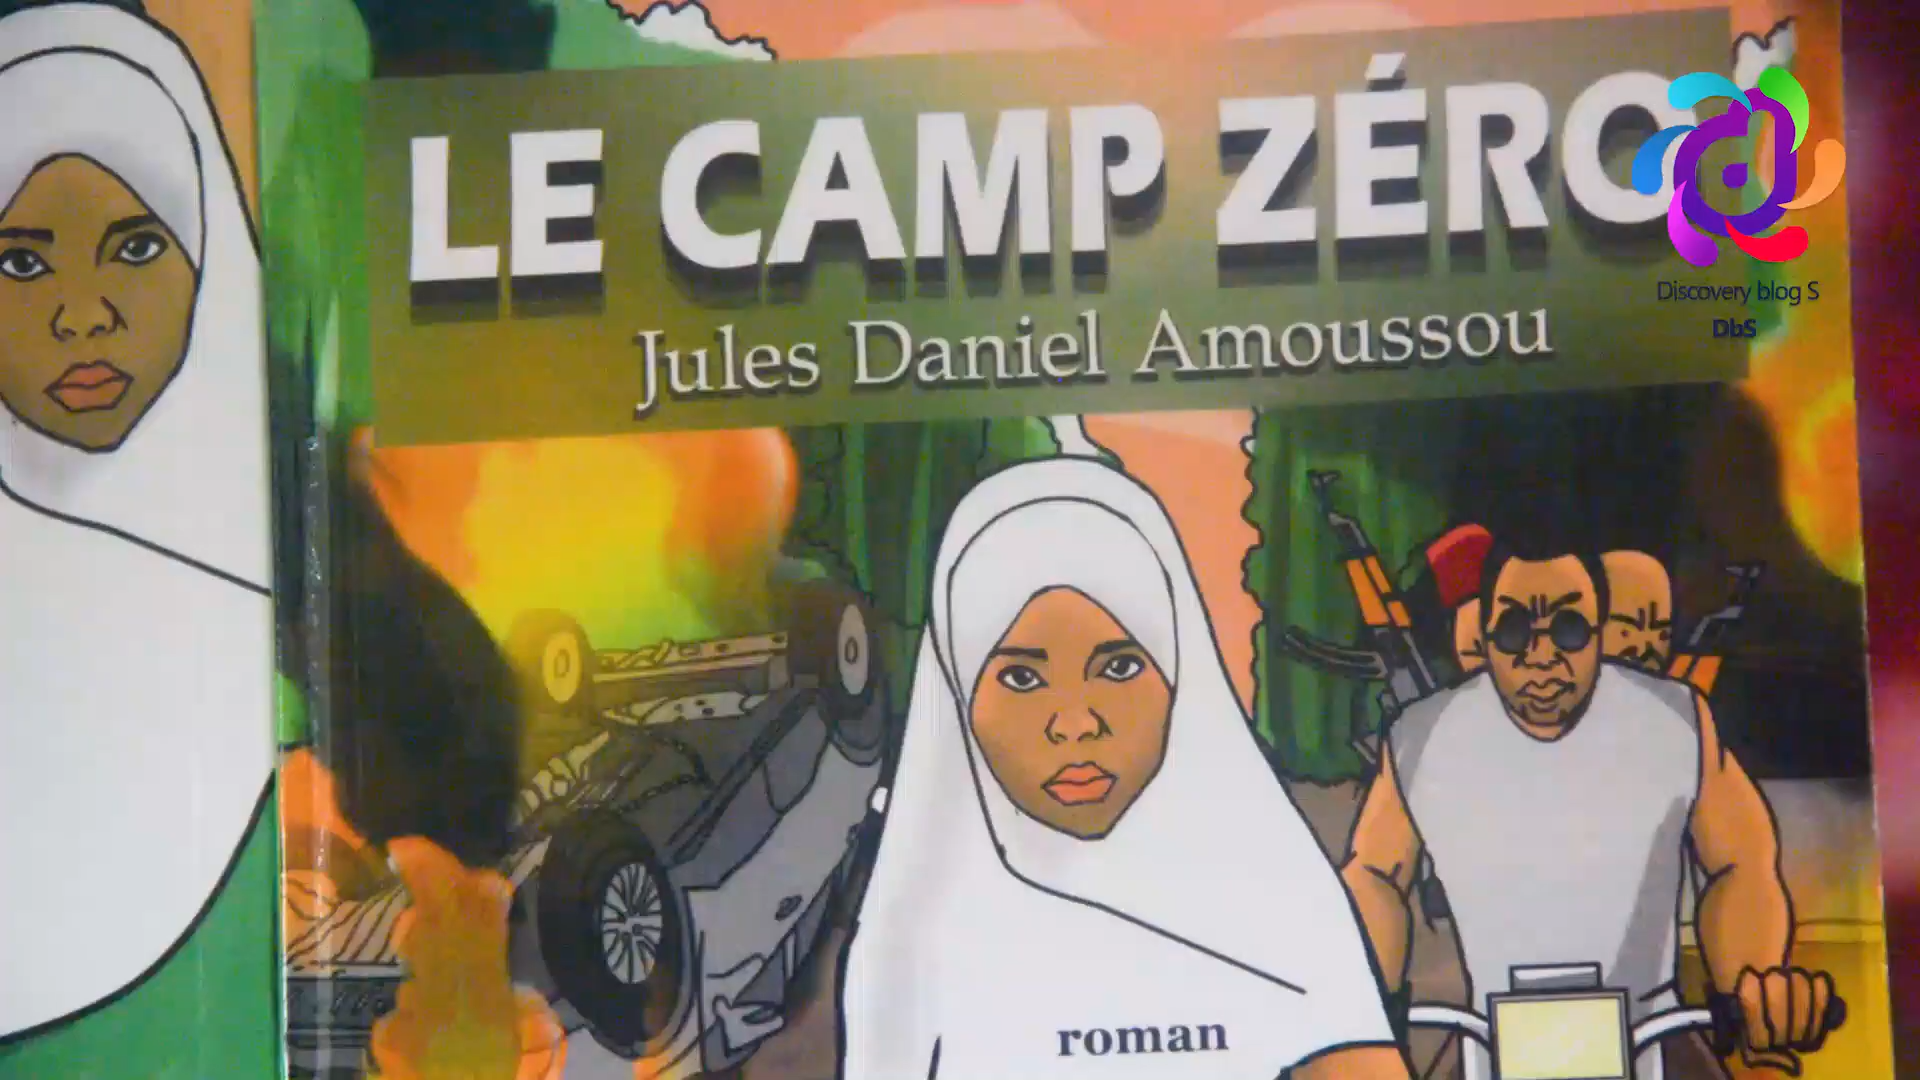 LE CAMP ZÉRO
Jules Daniel Amoussou
Discovery blog S
DbS
roman